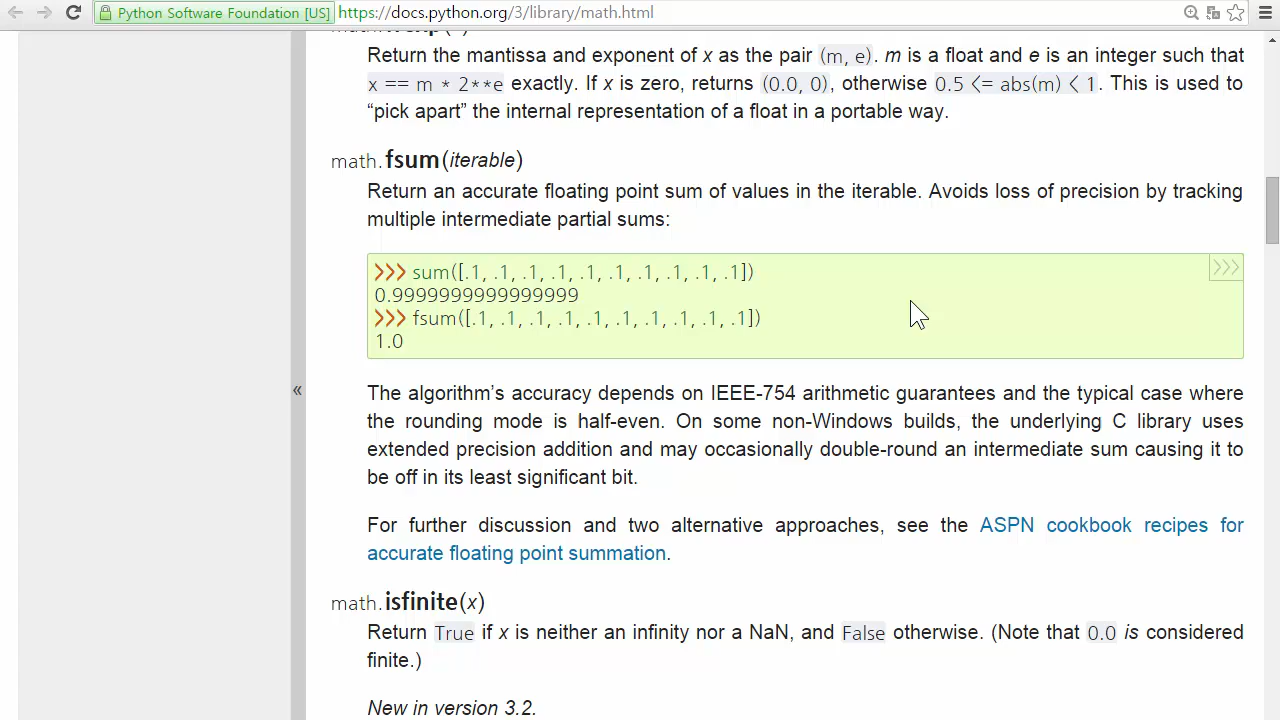 Python Software Foundation [US] https://docs.python.org/3/library/math.html
Return the mantissa and exponent of x as the pair (m, e). m is a float and e is an integer such that
x == m * 2**e exactly. If x is zero, returns (0.0, 0), otherwise 0.5 <= abs(m) < 1. This is used to
“pick apart” the internal representation of a float in a portable way.
math.fsum(iterable)
Return an accurate floating point sum of values in the iterable. Avoids loss of precision by tracking
multiple intermediate partial sums:
>>> sum([.1, .1, .1, .1, .1, .1, .1, .1, .1, .1])
>>>
0.9999999999999999
>>> fsum([.1, .1, .1, .1, .1, .1, .1, .1, .1, .1])
1.0
«
The algorithm’s accuracy depends on IEEE-754 arithmetic guarantees and the typical case where
the rounding mode is half-even. On some non-Windows builds, the underlying C library uses
extended precision addition and may occasionally double-round an intermediate sum causing it to
be off in its least significant bit.
For further discussion and two alternative approaches, see the ASPN cookbook recipes for
accurate floating point summation.
math.isfinite(x)
Return True if x is neither an infinity nor a NaN, and False otherwise. (Note that 0.0 is considered
finite.)
New in version 3.2.